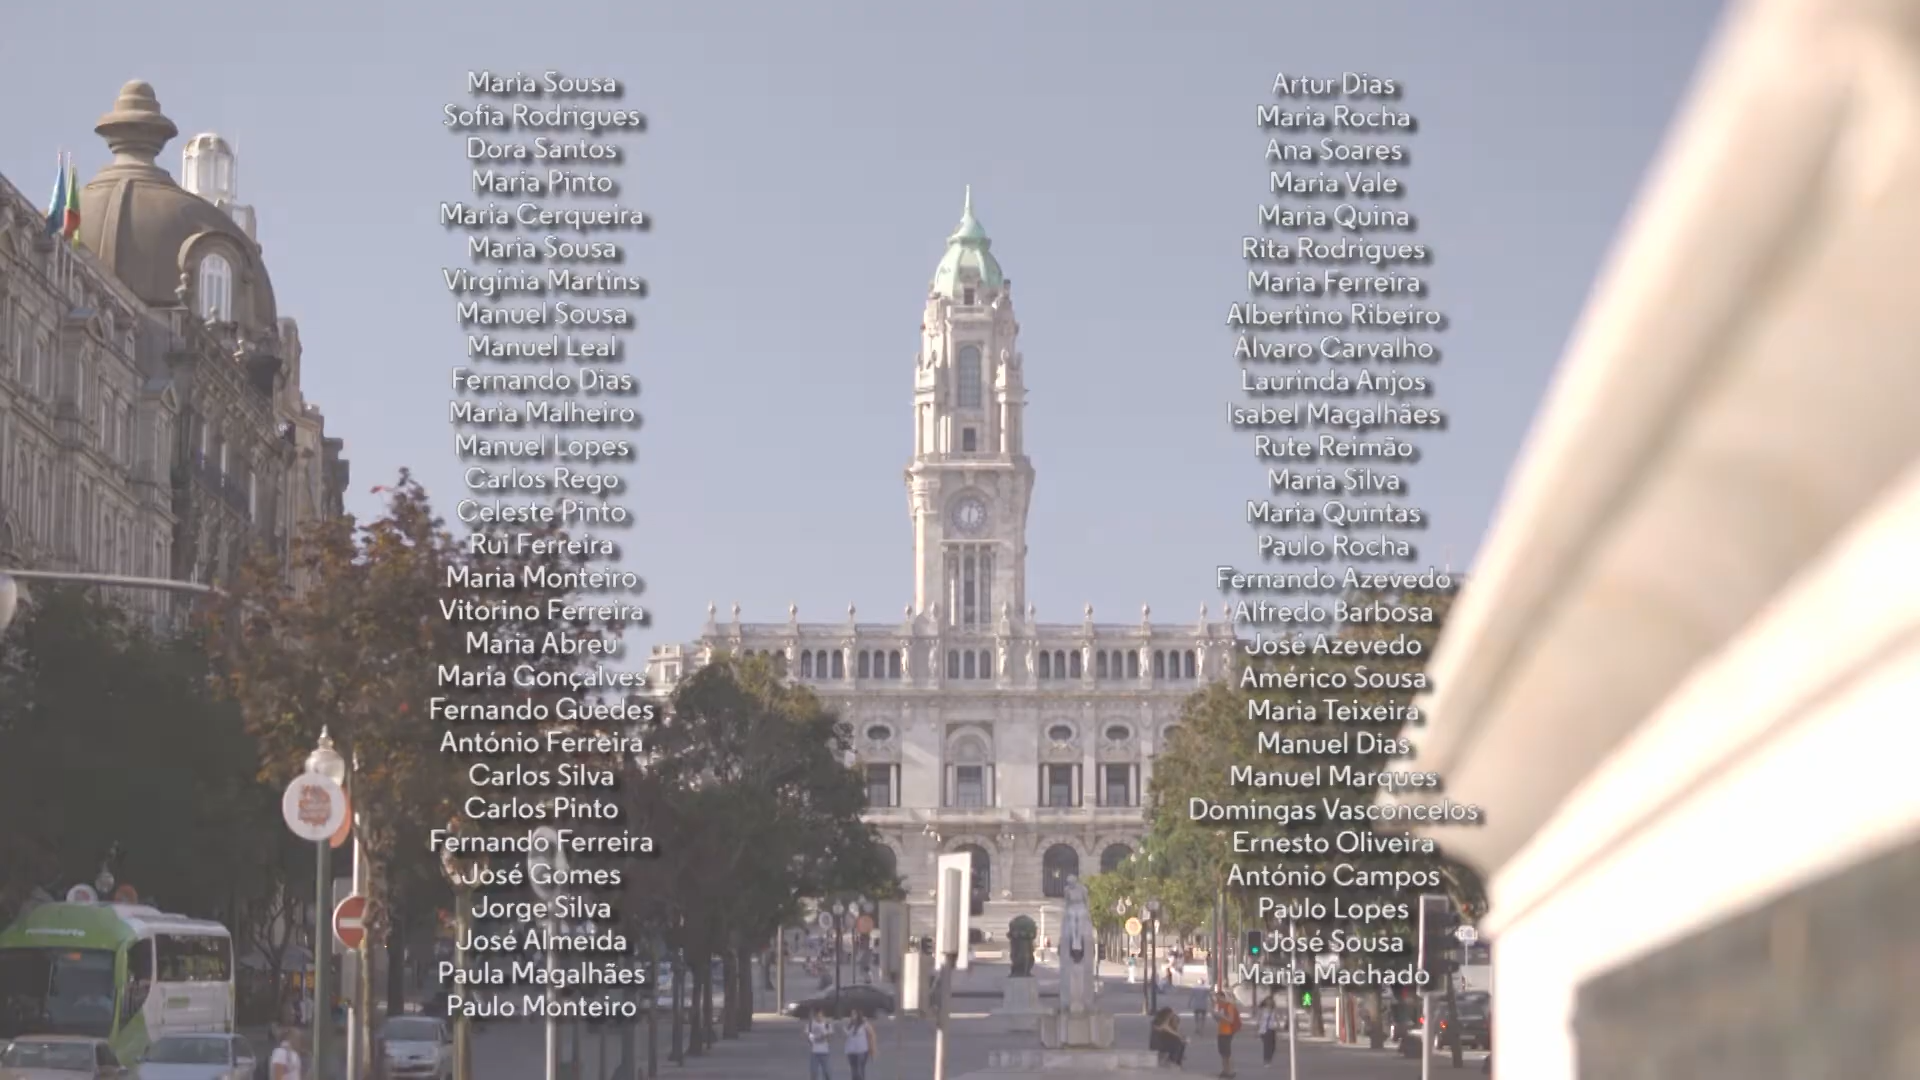 Maria Sousa
Sofia Rodrigues
Dora Santos
Maria Pinto
Maria Cerqueira
Maria Sousa
Virgínia Martins
Manuel Sousa
Manuel Leal
Fernando Dias
Maria Malheiro
Manuel Lopes
Carlos Rego
Celeste Pinto
Rui Ferreira
Maria Monteiro
Vitorino Ferreira
Maria Abreu
Maria Gonçalves
Fernando Guedes
António Ferreira
Carlos Silva
Carlos Pinto
Fernando Ferreira
José Gomes
Jorge Silva
José Almeida
Paula Magalhães
Paulo Monteiro
Artur Dias
Maria Rocha
Ana Soares
Maria Vale
Maria Quina
Rita Rodrigues
Maria Ferreira
Albertino Ribeiro
Álvaro Carvalho
Laurinda Anjos
Isabel Magalhães
Rute Reimão
Maria Silva
Maria Quintas
Paulo Rocha
Fernando Azevedo
Alfredo Barbosa
José Azevedo
Américo Sousa
Maria Teixeira
Manuel Dias
Manuel Marques
Domingas Vasconcelos
Ernesto Oliveira
António Campos
Paulo Lopes
José Sousa
Maria Machado